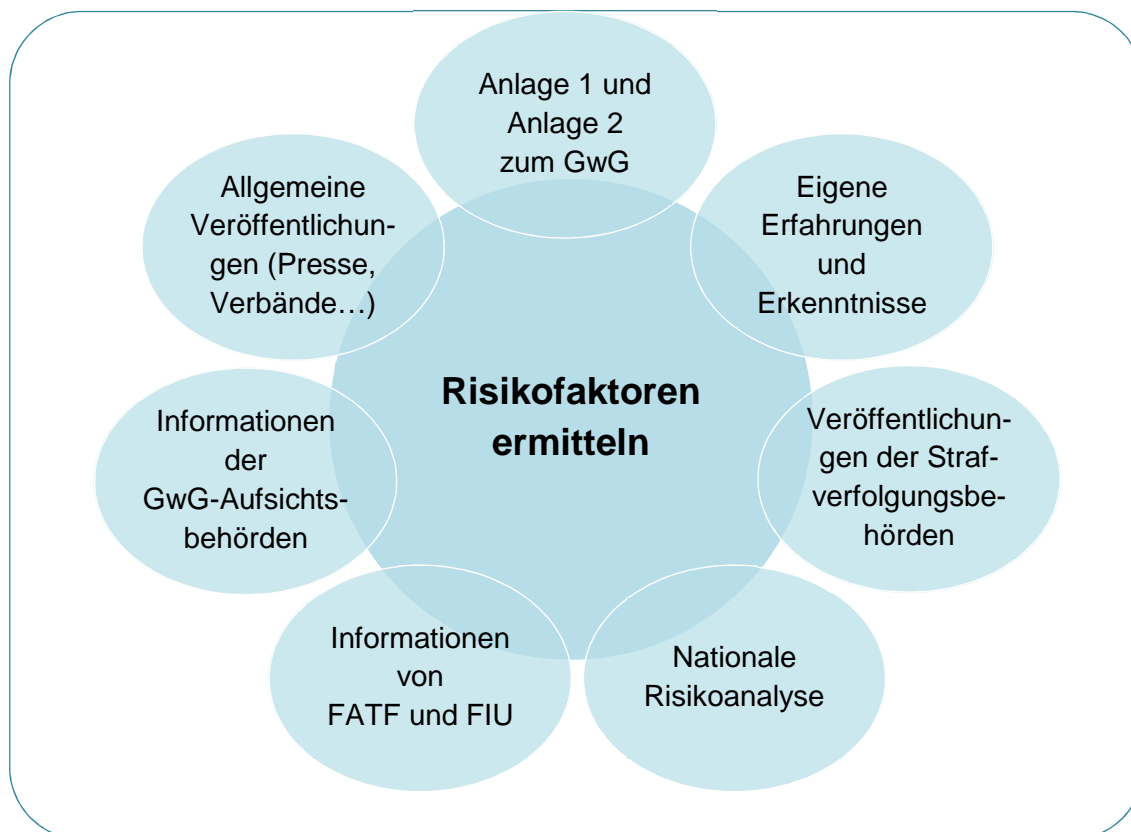 Anlage 1 und
Anlage 2
zum GwG
Eigene
Erfahrungen
und
Erkenntnisse
Veröffentlichun-
gen der Straf-
verfolgungsbe-
hörden
Nationale
Risikoanalyse
Informationen
von
FATF und FIU
Informationen
der
GwG-Aufsichts-
behörden
Allgemeine
Veröffentlichun-
gen (Presse,
Verbände…)
Risikofaktoren
ermitteln